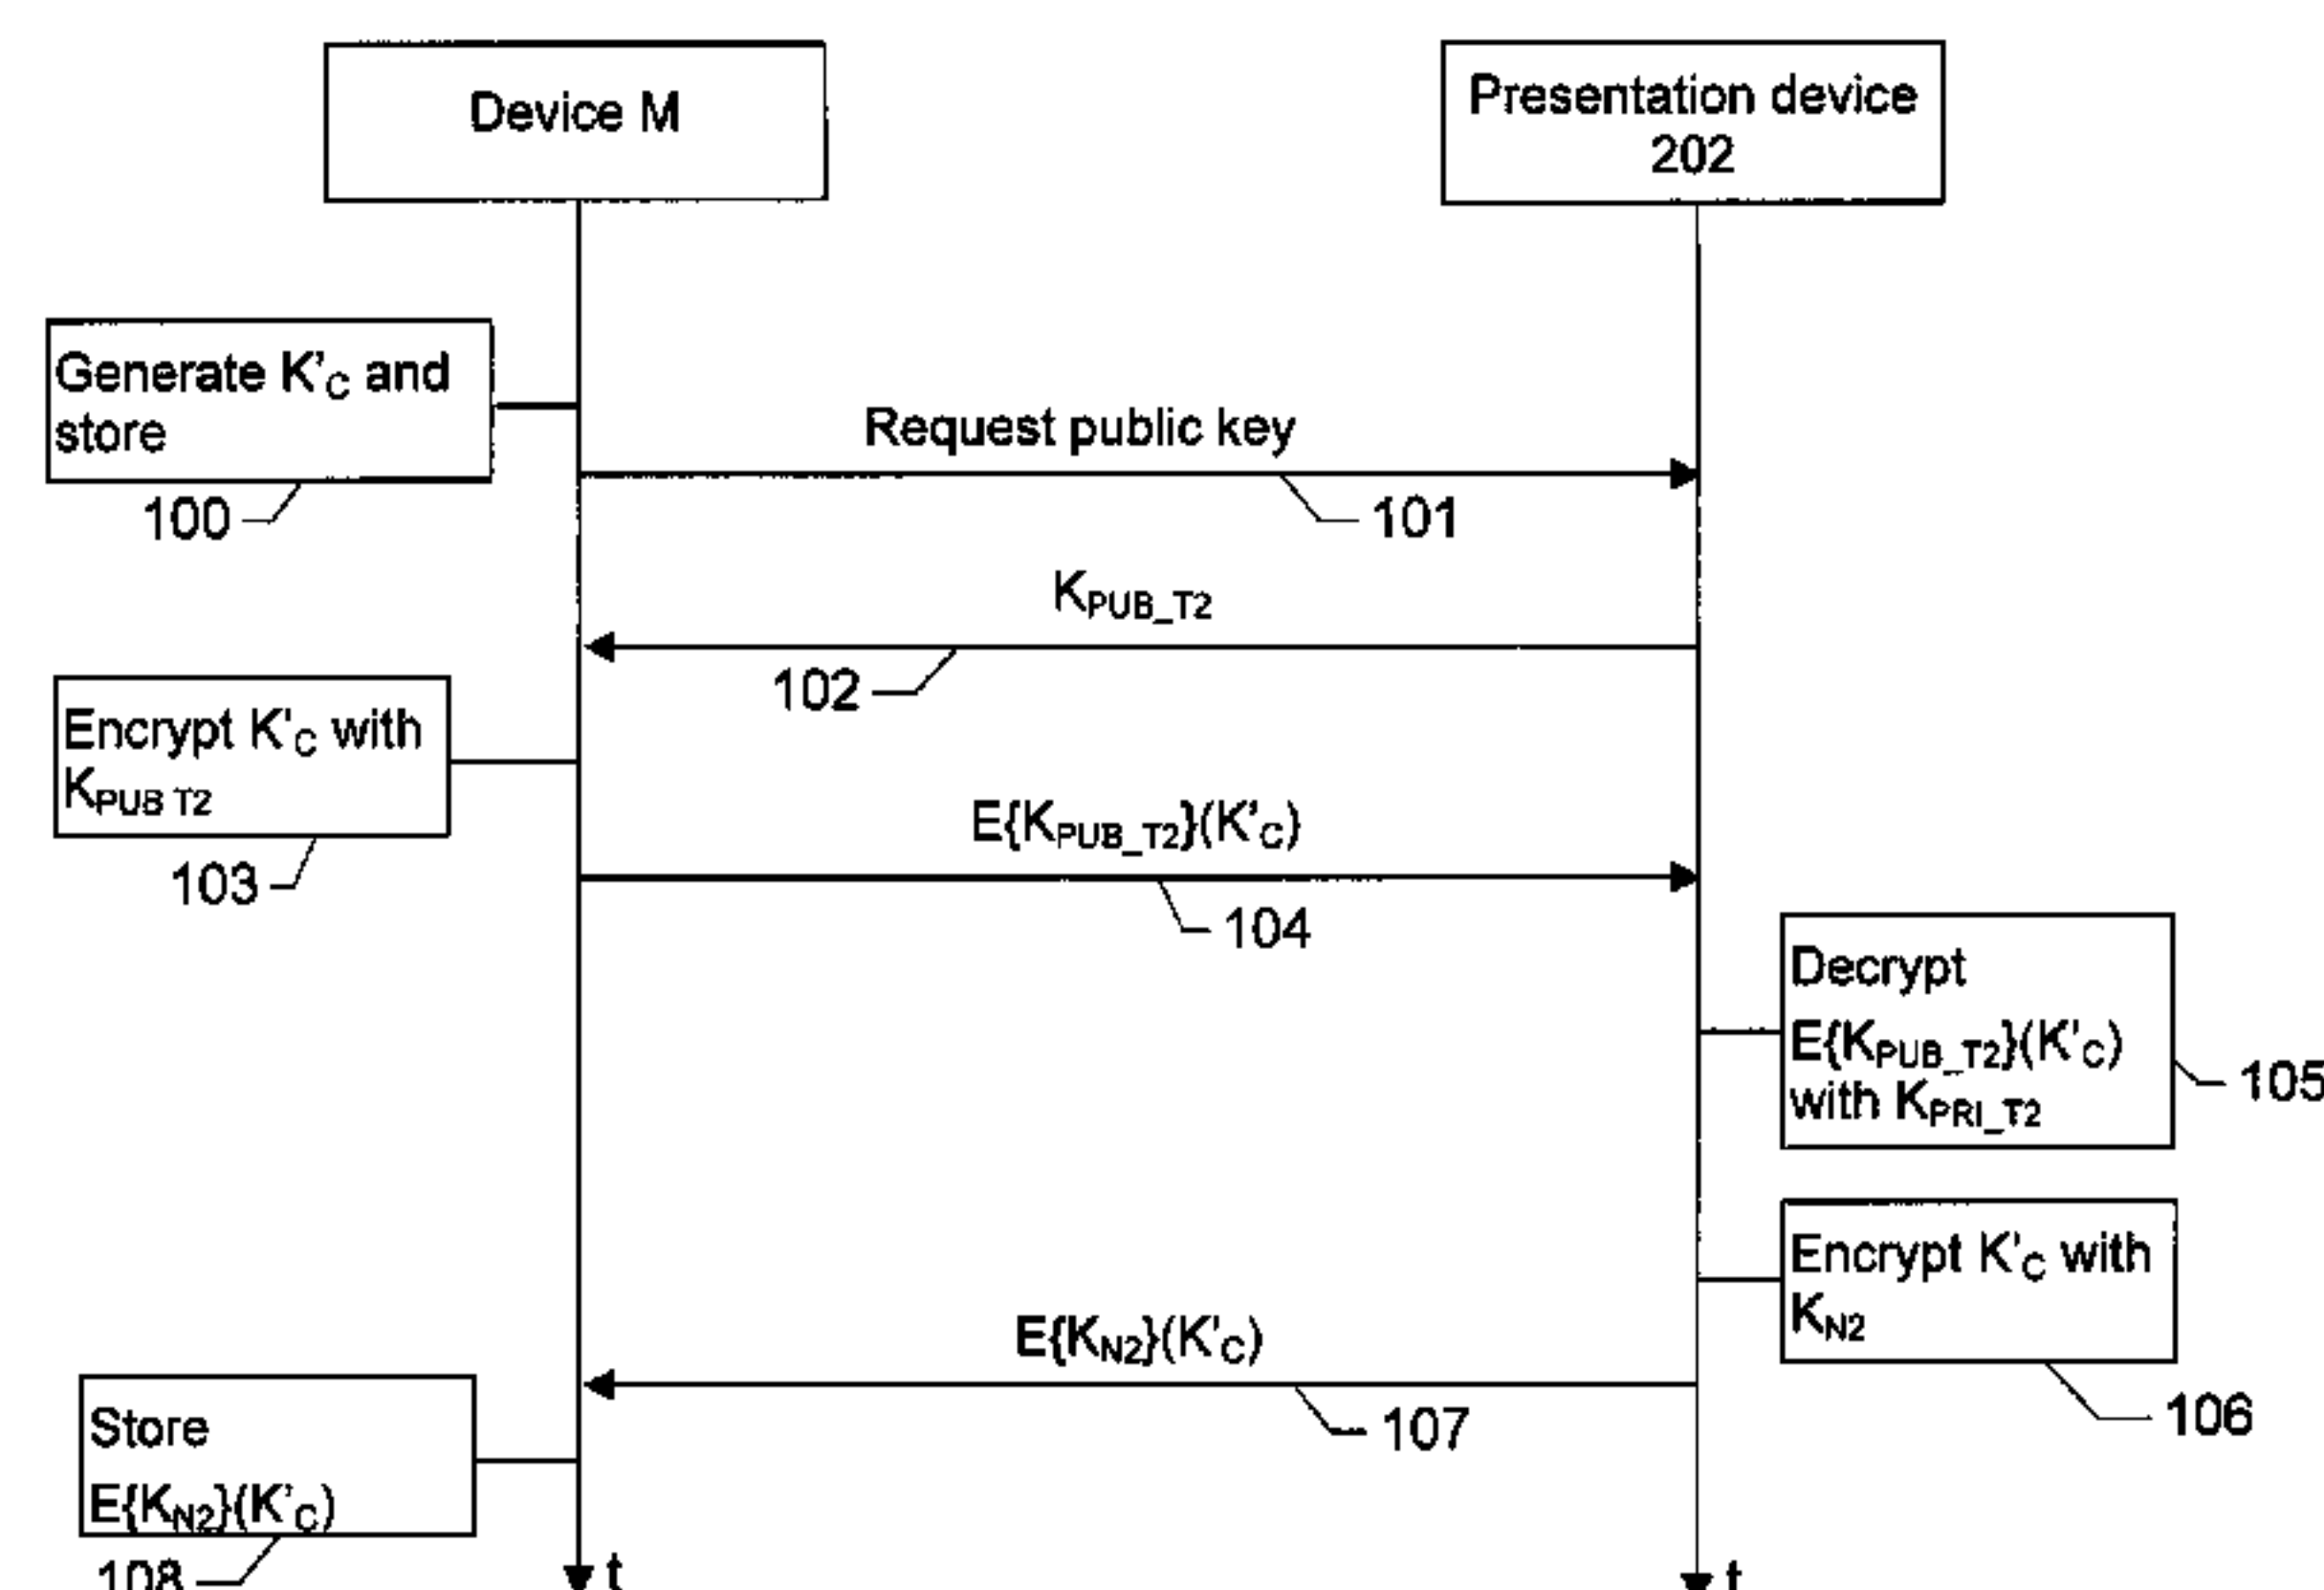 Device M
Presentation device
202
Generate K'C and
store
100
Request public key
101
KPUB_T2
102
Encrypt K'C with
KPUB T2
103
E{KPUB_T2}(K'C)
104
Decrypt
E{KPUB_T2}(K'C)
with KPRI_T2
105
Encrypt K'C with
KN2
106
E{KN2}(K'C)
107
Store
E{KN2}(K'C)
108
t
t